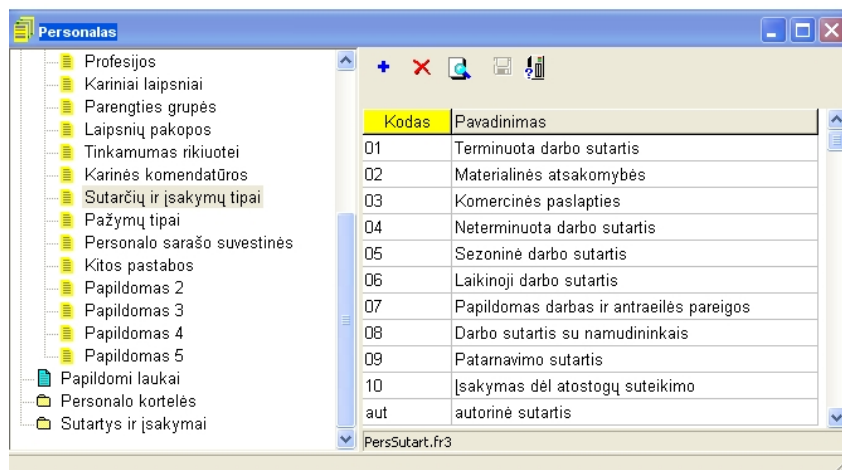 Personalas
Profesijos
Kariniai laipsniai
Parengties grupės
Laipsnių pakopos
Tinkamumas rikiuotei
Karinės komendatūros
Sutarčių ir įsakymų tipai
Pažymų tipai
Personalo sarašo suvestinės
Kitos pastabos
Papildomas 2
Papildomas 3
Papildomas 4
Papildomas 5
Papildomi laukai
Personalo kortelės
Sutartys ir įsakymai
Kodas Pavadinimas
01 Terminuota darbo sutartis
02 Materialinės atsakomybės
03 Komercinės paslapties
04 Neterminuota darbo sutartis
05 Sezoninė darbo sutartis
06 Laikinoji darbo sutartis
07 Papildomas darbas ir antraeilės pareigos
08 Darbo sutartis su namudininkais
09 Patarnavimo sutartis
10 Įsakymas dėl atostogų suteikimo
aut autorinė sutartis
PersSutart.fr3